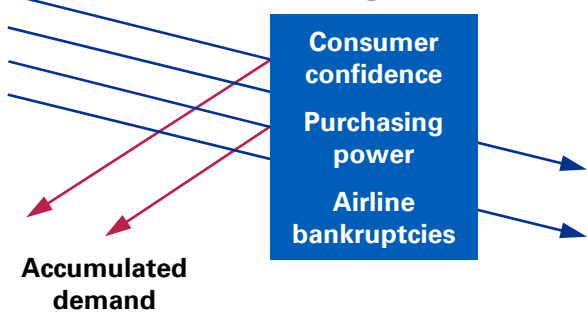 Consumer
confidence
Purchasing
power
Airline
bankruptcies
Accumulated
demand